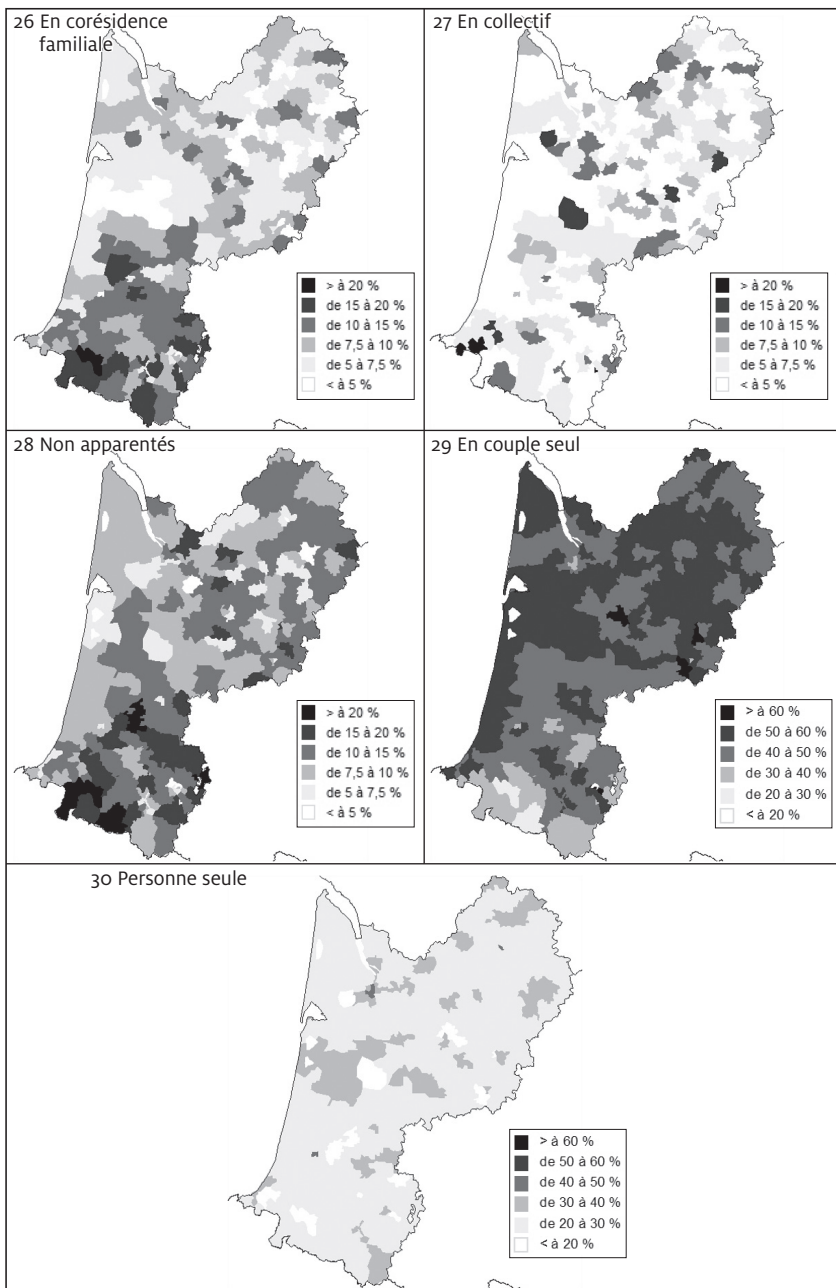 26 En corésidence
familiale
> à 20 %
de 15 à 20 %
de 10 à 15 %
de 7,5 à 10 %
de 5 à 7,5 %
< à 5 %
27 En collectif
> à 20 %
de 15 à 20 %
de 10 à 15 %
de 7,5 à 10 %
de 5 à 7,5 %
< à 5 %
28 Non apparentés
> à 20 %
de 15 à 20 %
de 10 à 15 %
de 7,5 à 10 %
de 5 à 7,5 %
< à 5 %
29 En couple seul
> à 60 %
de 50 à 60 %
de 40 à 50 %
de 30 à 40 %
de 20 à 30 %
< à 20 %
30 Personne seule
> à 60 %
de 50 à 60 %
de 40 à 50 %
de 30 à 40 %
de 20 à 30 %
< à 20 %